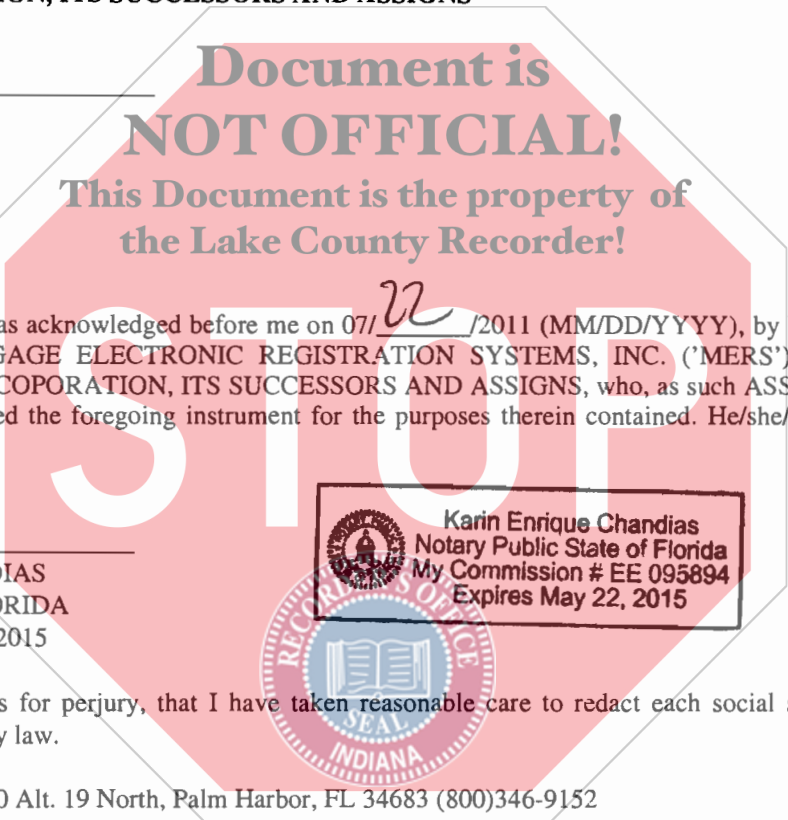 ION, ITS SUCCESSORS AND ASSIGNS
Document is
NOT OFFICIAL!
This Document is the property of
the Lake County Recorder!
as acknowledged before me on 07/22/2011 (MM/DD/YYYY), by
GAGE ELECTRONIC REGISTRATION SYSTEMS, INC. ('MERS')
COPORATION, ITS SUCCESSORS AND ASSIGNS, who, as such ASS
ed the foregoing instrument for the purposes therein contained. He/she/
STOP
Karin Enrique Chandias
Notary Public State of Florida
My Commission # EE 095894
Expires May 22, 2015
DIAS
ORIDA
2015
RECORDER'S OFFICE
SEAL
INDIANA
s for perjury, that I have taken reasonable care to redact each social s
y law.
0 Alt. 19 North, Palm Harbor, FL 34683 (800)346-9152